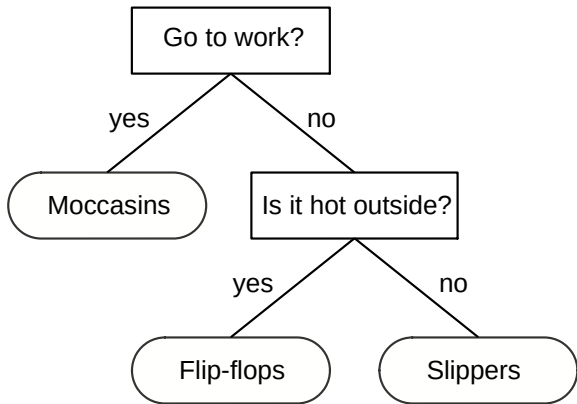 Go to work?
yes
no
Moccasins
Is it hot outside?
yes
no
Flip-flops
Slippers